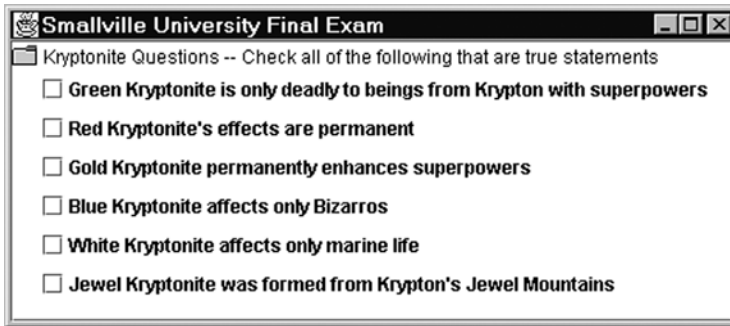 Smallville University Final Exam
Kryptonite Questions -- Check all of the following that are true statements
Green Kryptonite is only deadly to beings from Krypton with superpowers
Red Kryptonite's effects are permanent
Gold Kryptonite permanently enhances superpowers
Blue Kryptonite affects only Bizarros
White Kryptonite affects only marine life
Jewel Kryptonite was formed from Krypton's Jewel Mountains